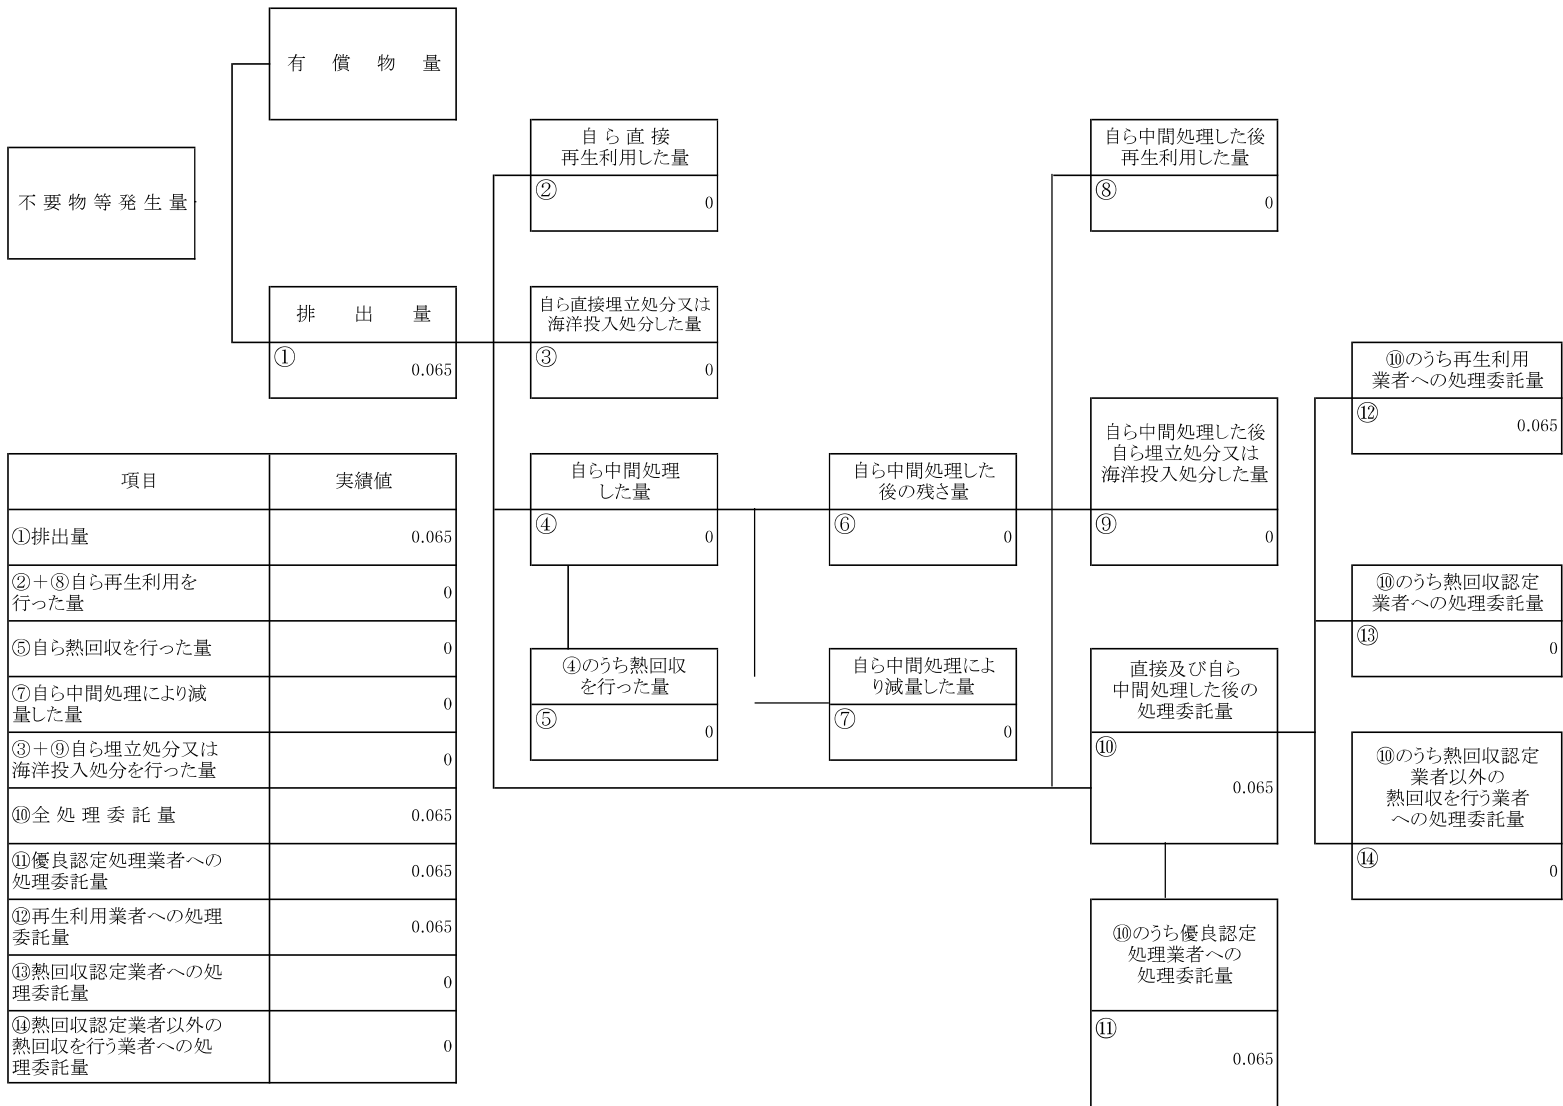 有 償 物 量
不 要 物 等 発 生 量
排 出 量
①
0.065
自 ら 直 接
再生利用した量
②
0
自ら直接埋立処分又は
海洋投入処分した量
③
0
自ら中間処理
した量
④
0
④のうち熱回収
を行った量
⑤
0
自ら中間処理した
後の残さ量
⑥
0
自ら中間処理によ
り減量した量
⑦
0
自ら中間処理した後
再生利用した量
⑧
0
自ら中間処理した後
自ら埋立処分又は
海洋投入処分した量
⑨
0
直接及び自ら
中間処理した後の
処理委託量
⑩
0.065
⑩のうち優良認定
処理業者への
処理委託量
⑪
0.065
⑩のうち再生利用
業者への処理委託量
⑫
0.065
⑩のうち熱回収認定
業者への処理委託量
⑬
0
⑩のうち熱回収認定
業者以外の
熱回収を行う業者
への処理委託量
⑭
0
項目 実績値
①排出量 0.065
②＋⑧自ら再生利用を
行った量 0
⑤自ら熱回収を行った量 0
⑦自ら中間処理により減
量した量 0
③＋⑨自ら埋立処分又は
海洋投入処分を行った量 0
⑩全 処 理 委 託 量 0.065
⑪優良認定処理業者への
処理委託量 0.065
⑫再生利用業者への処理
委託量 0.065
⑬熱回収認定業者への処
理委託量 0
⑭熱回収認定業者以外の
熱回収を行う業者への処
理委託量 0